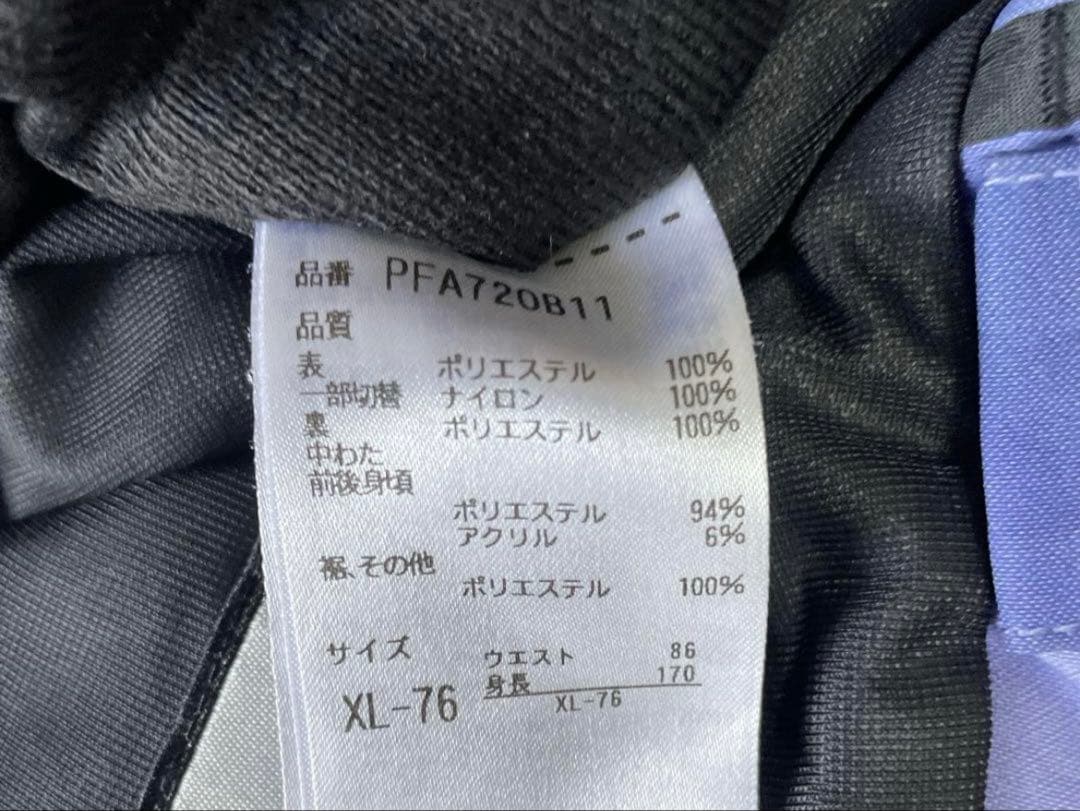 品番 PFA720B11
品質
表 ポリエステル 100%
一部切替 ナイロン 100%
裏 ポリエステル 100%
中わた
前後身頃
ポリエステル 94%
アクリル 6%
裾、その他
ポリエステル 100%
サイズ
XL-76
ウエスト 86
身長 170
XL-76